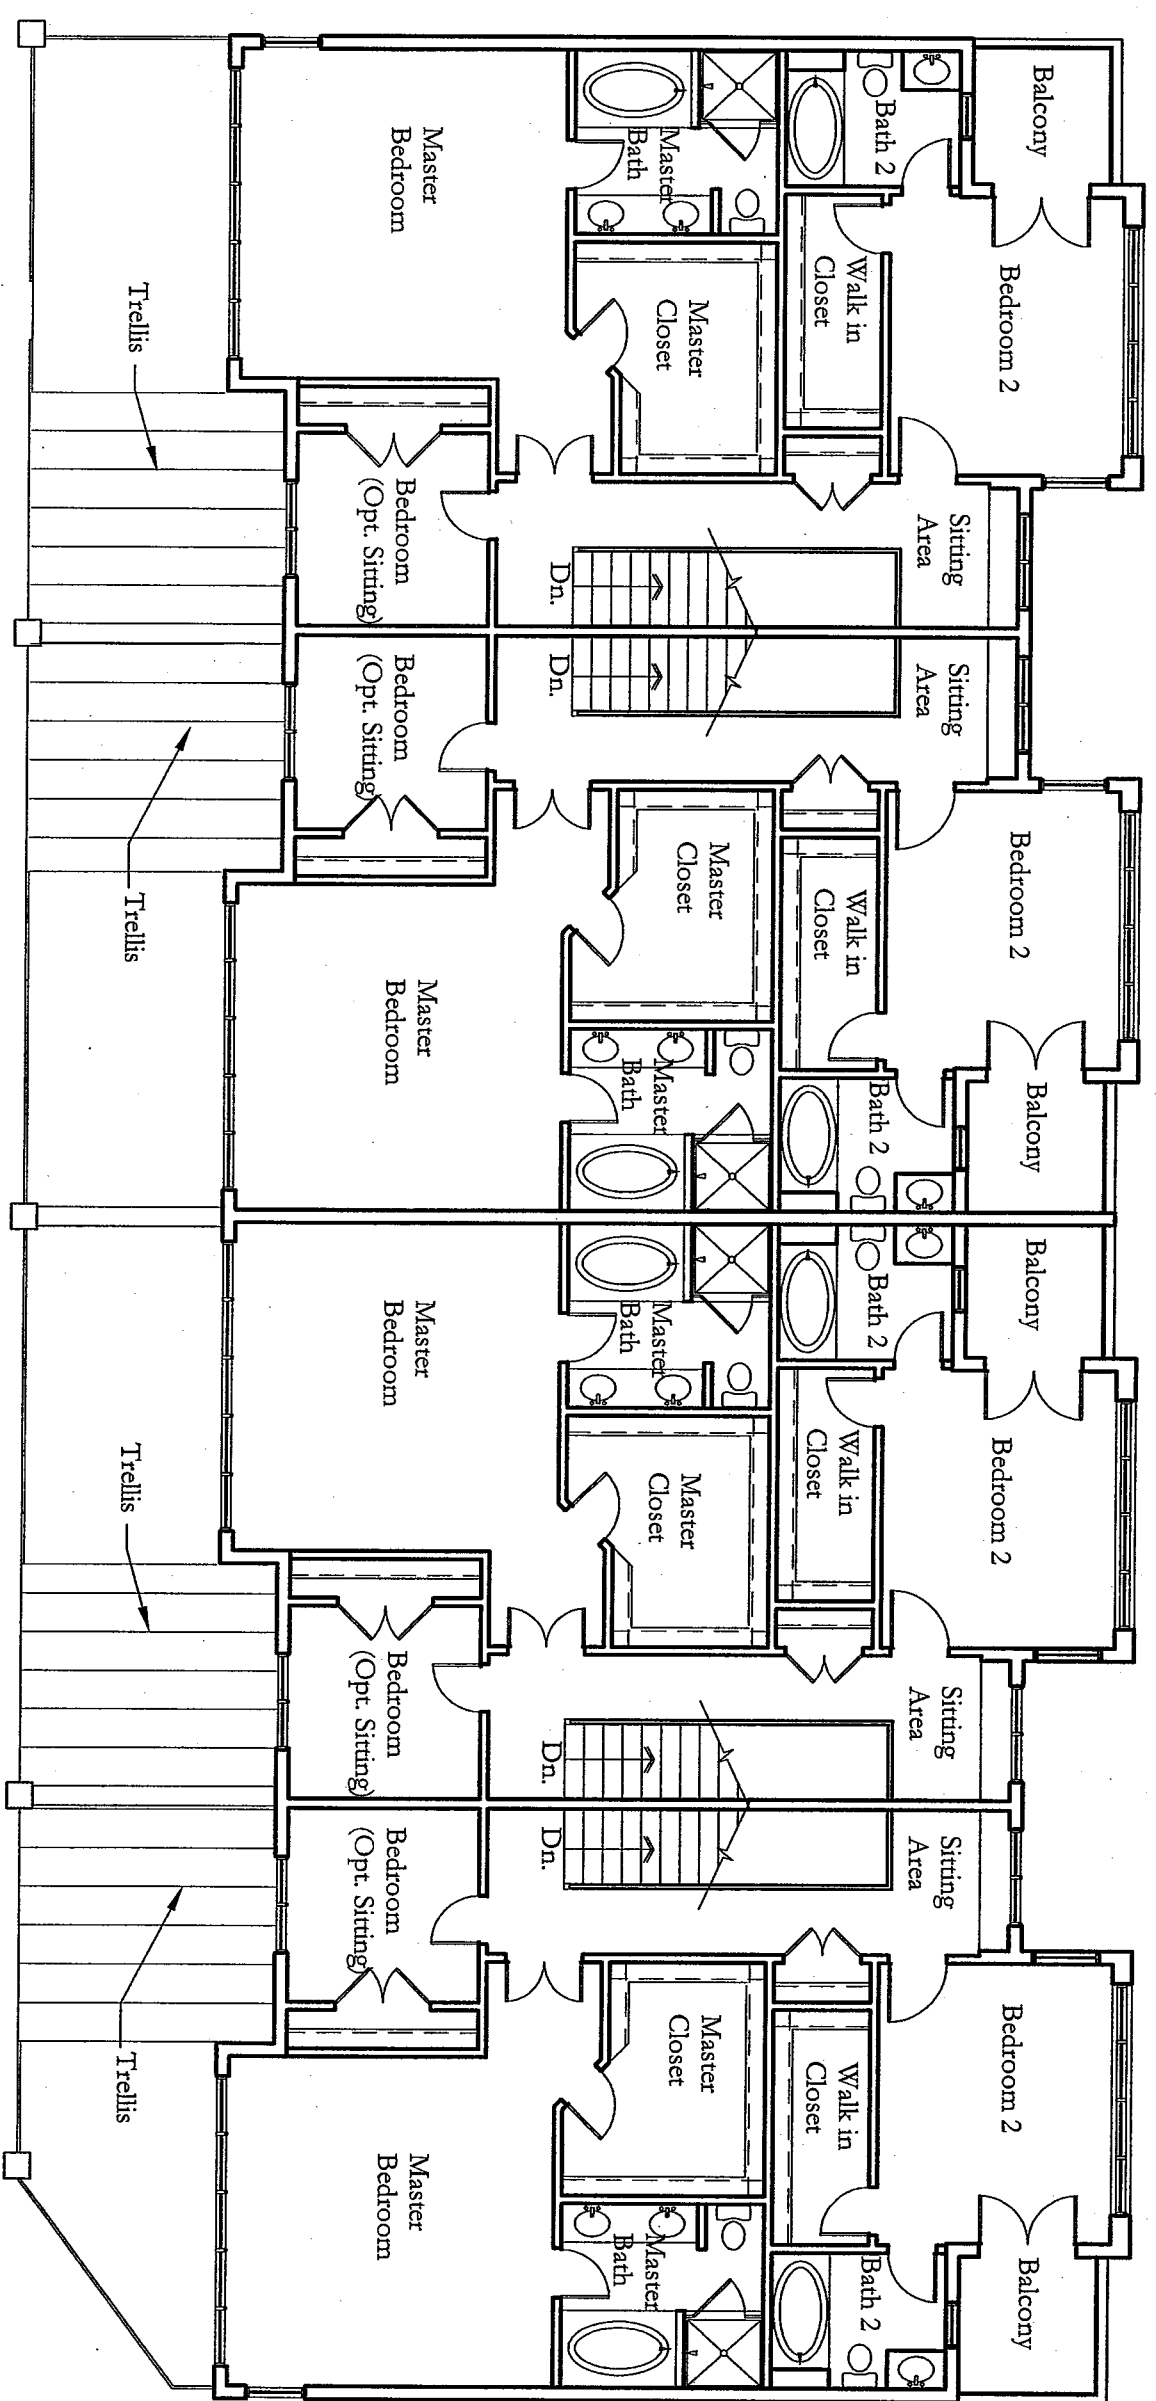 Balcony
Bath 2
Master
Bath
Master
Bedroom
Walk in
Closet
Bedroom 2
Master
Closet
Trellis
Bedroom
(Opt. Sitting)
Sitting
Area
Dn.
Bedroom
(Opt. Sitting)
Sitting
Area
Dn.
Trellis
Master
Closet
Walk in
Closet
Bedroom 2
Master
Bedroom
Master
Bath
Bath 2
Balcony
Balcony
Bath 2
Master
Bath
Master
Bedroom
Walk in
Closet
Bedroom 2
Master
Closet
Trellis
Bedroom
(Opt. Sitting)
Sitting
Area
Dn.
Bedroom
(Opt. Sitting)
Sitting
Area
Dn.
Trellis
Master
Closet
Walk in
Closet
Bedroom 2
Master
Bedroom
Master
Bath
Bath 2
Balcony